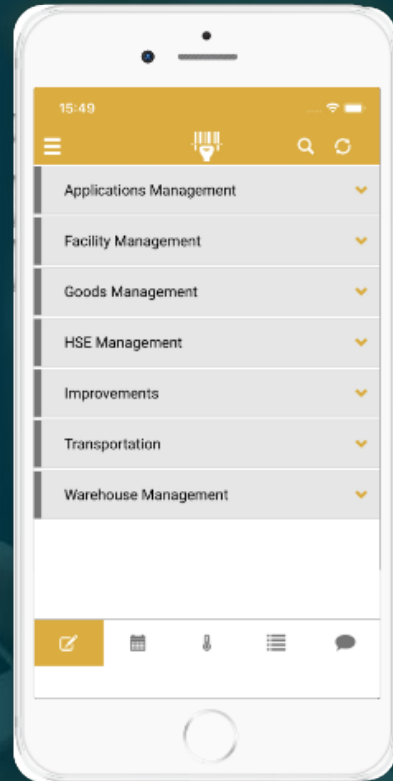 15:49
Applications Management
Facility Management
Goods Management
HSE Management
Improvements
Transportation
Warehouse Management